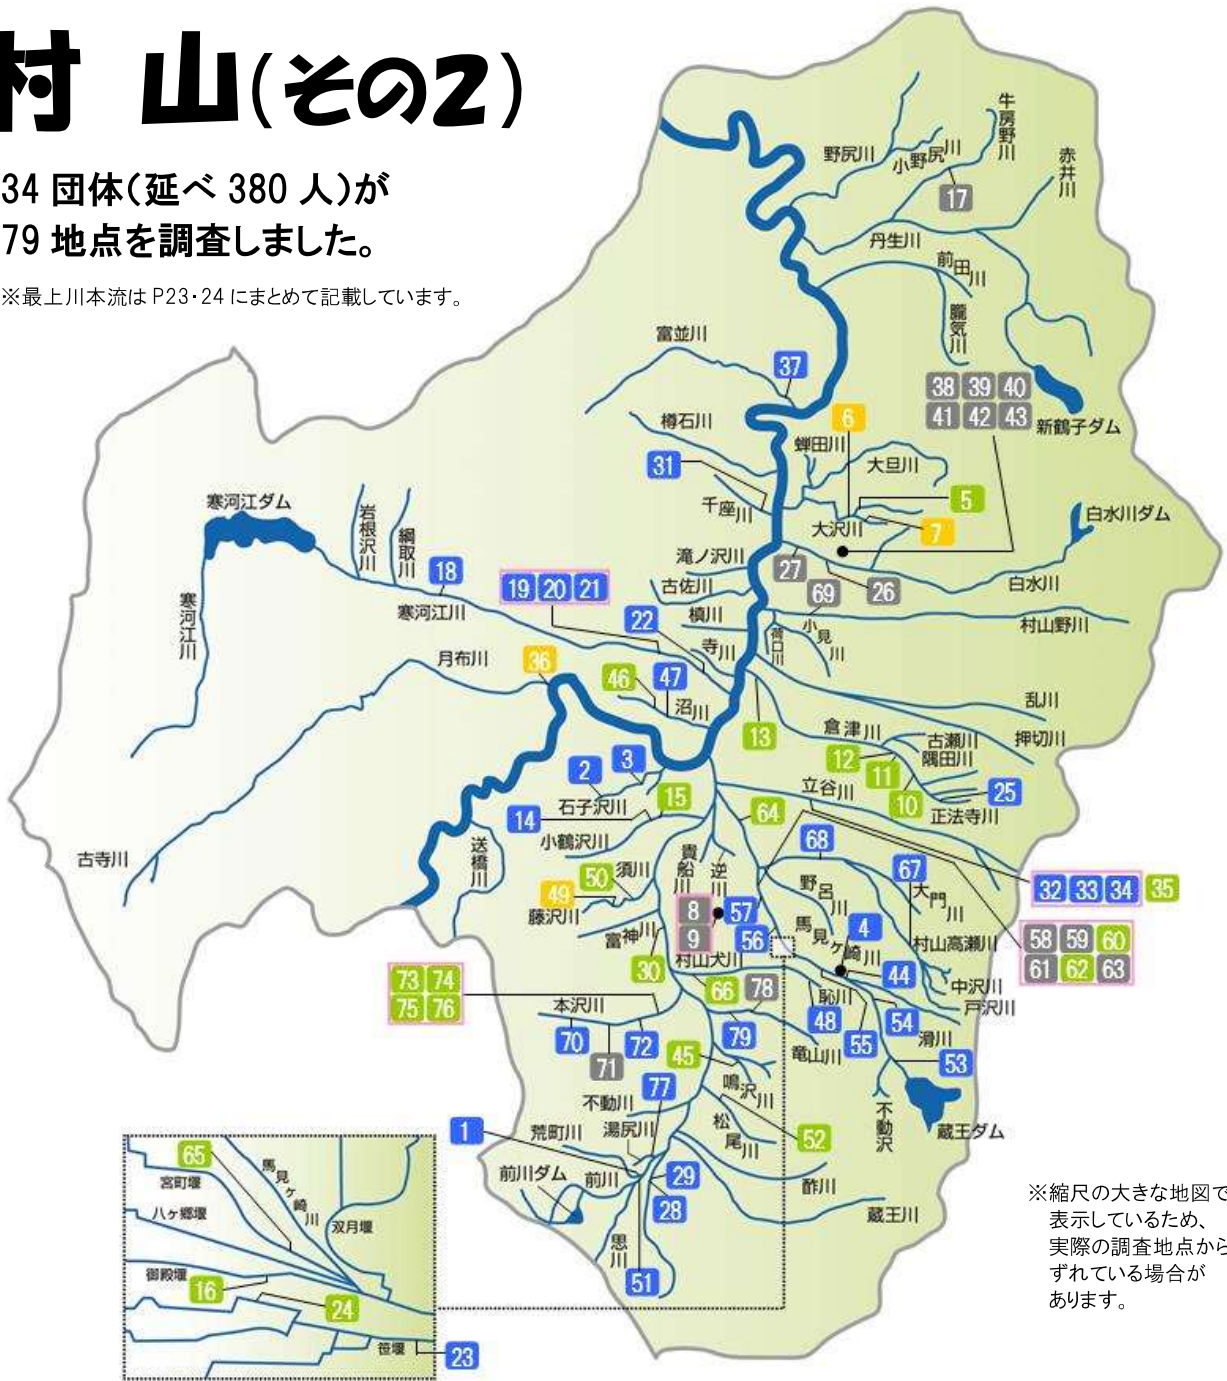 村 山(その2)
34 団体(延べ 380 人)が
79 地点を調査しました。
※最上川本流は P23・24 にまとめて記載しています。
野尻川
小野尻川
牛房野川
赤井川
17
丹生川
前田川
朧気川
富並川
37
38 39 40
41 42 43
新鶴子ダム
樽石川
6
蝉田川
大旦川
31
千座川
5
大沢川
7
白水川ダム
寒河江ダム
岩根沢川
綱取川
18
19 20 21
滝ノ沢川
27
26
白水川
古佐川
69
寒河江川
寒河江川
22
槙川
荷口川
小見川
村山野川
寺川
月布川
36
46
47
沼川
乱川
13
倉津川
古瀬川
押切川
隅田川
12
11
10
25
正法寺川
2
3
石子沢川
15
立谷川
14
小鶴沢川
64
68
古寺川
送橋川
須川
50
貴船川
逆川
67
32 33 34 35
49
藤沢川
野呂川
大門川
8
9
57
富神川
馬見ヶ崎川
4
56
村山高瀬川
58 59 60
61 62 63
村山犬川
30
44
中沢川
戸沢川
73 74
75 76
66
78
恥川
本沢川
48
54
70
72
79
55
滑川
71
45
竜山川
53
77
鳴沢川
不動川
松尾川
52
不動沢
蔵王ダム
1
荒町川
湯尻川
前川ダム
前川
29
28
酢川
蔵王川
思川
51
65
宮町堰
馬見ヶ崎川
八ヶ郷堰
双月堰
御殿堰
16
24
笹堰
23
※縮尺の大きな地図で
表示しているため、
実際の調査地点から
ずれている場合が
あります。